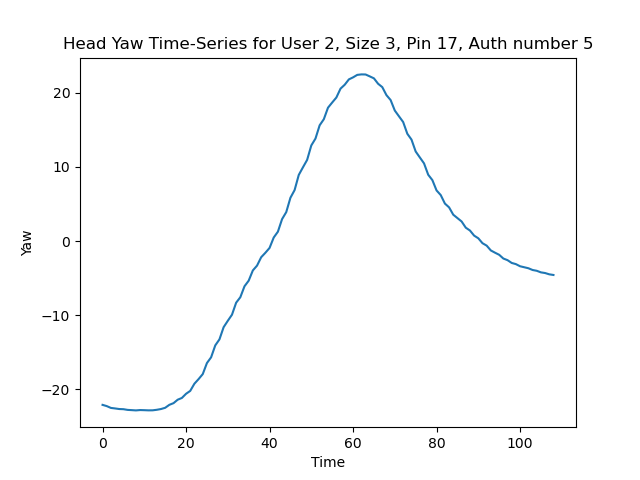 Head Yaw Time-Series for User 2, Size 3, Pin 17, Auth number 5
20
10
0
−10
−20
Yaw
0 20 40 60 80 100
Time